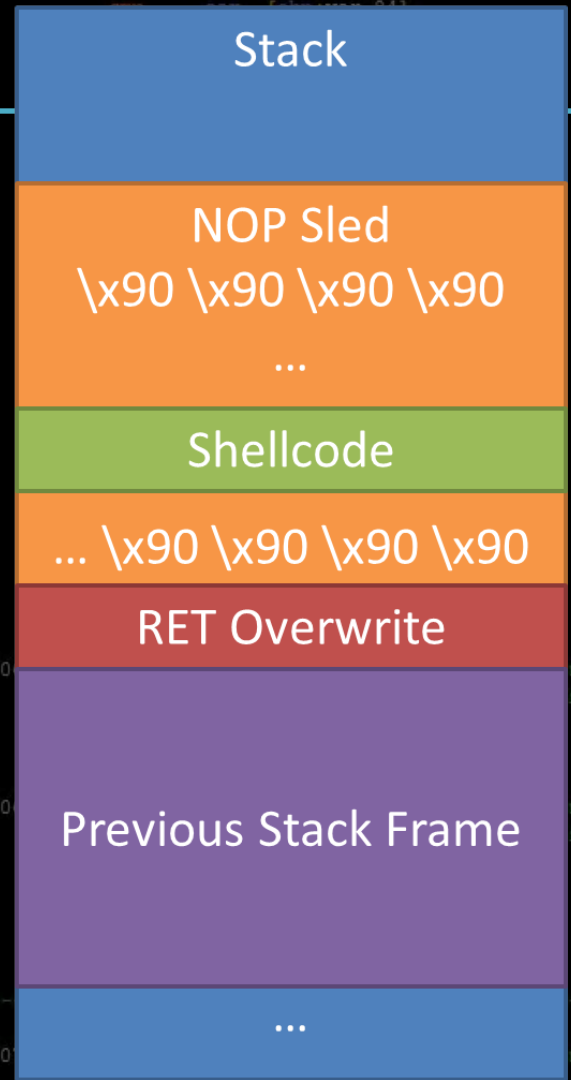 Stack
NOP Sled
\x90 \x90 \x90 \x90
...
Shellcode
... \x90 \x90 \x90 \x90
RET Overwrite
Previous Stack Frame
...